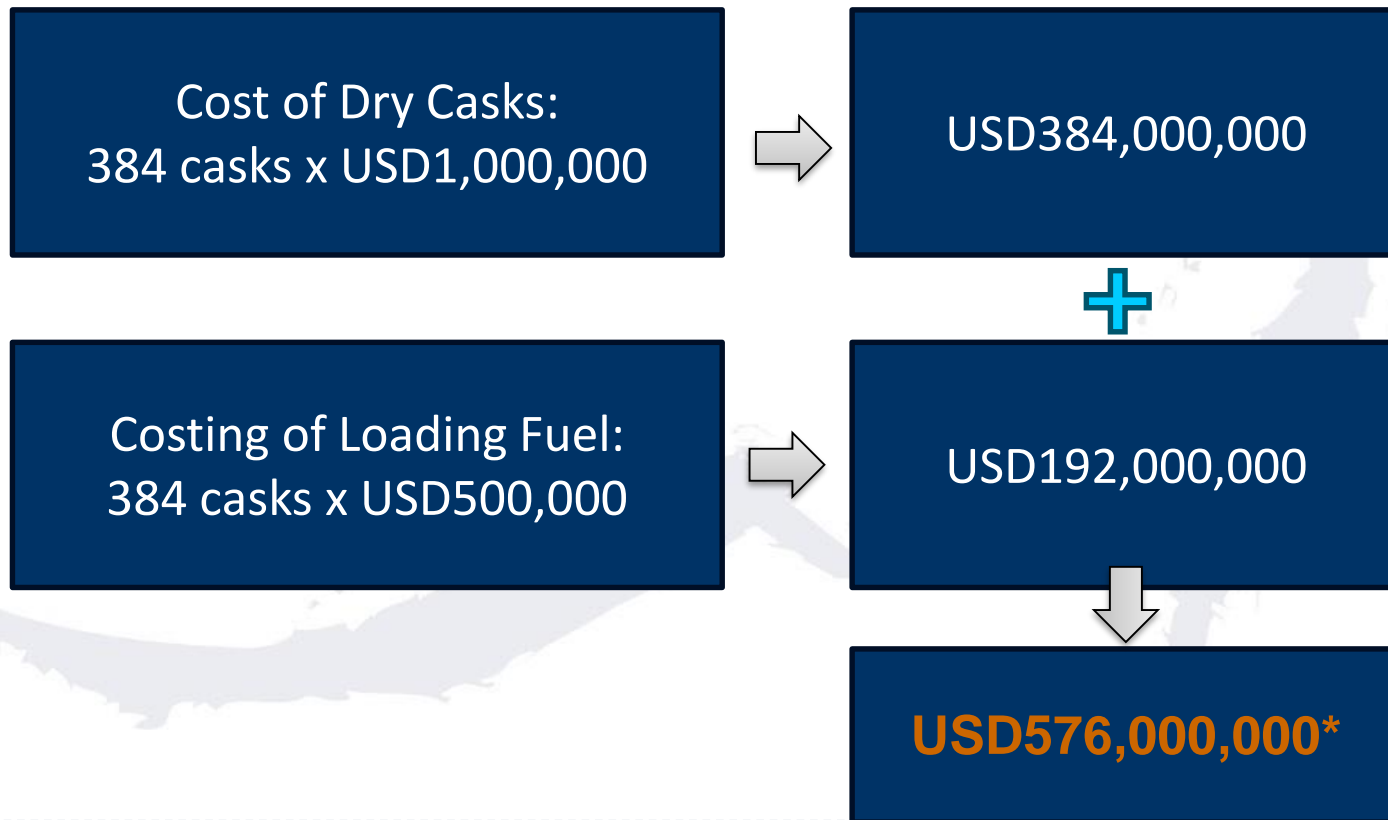 Cost of Dry Casks:
384 casks x USD1,000,000
USD384,000,000
Costing of Loading Fuel:
384 casks x USD500,000
USD192,000,000
USD576,000,000*